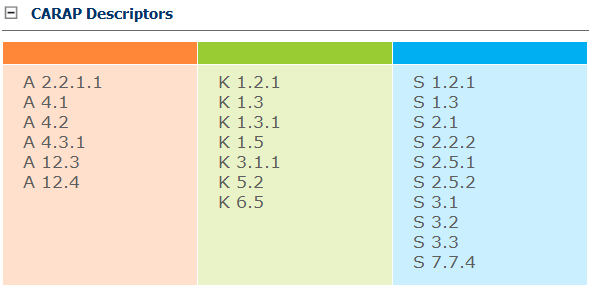 CARAP Descriptors
A 2.2.1.1
A 4.1
A 4.2
A 4.3.1
A 12.3
A 12.4
K 1.2.1
K 1.3
K 1.3.1
K 1.5
K 3.1.1
K 5.2
K 6.5
S 1.2.1
S 1.3
S 2.1
S 2.2.2
S 2.5.1
S 2.5.2
S 3.1
S 3.2
S 3.3
S 7.7.4